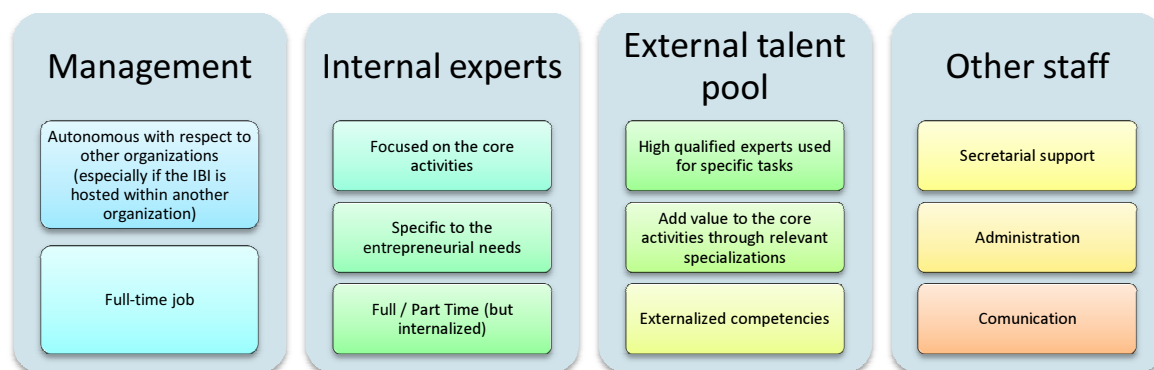 Management
Autonomous with respect to
other organizations
(especially if the IBI is
hosted within another
organization)
Full-time job
Internal experts
Focused on the core
activities
Specific to the
entrepreneurial needs
Full / Part Time (but
internalized)
External talent
pool
High qualified experts used
for specific tasks
Add value to the core
activities through relevant
specializations
Externalized competencies
Other staff
Secretarial support
Administration
Comunication